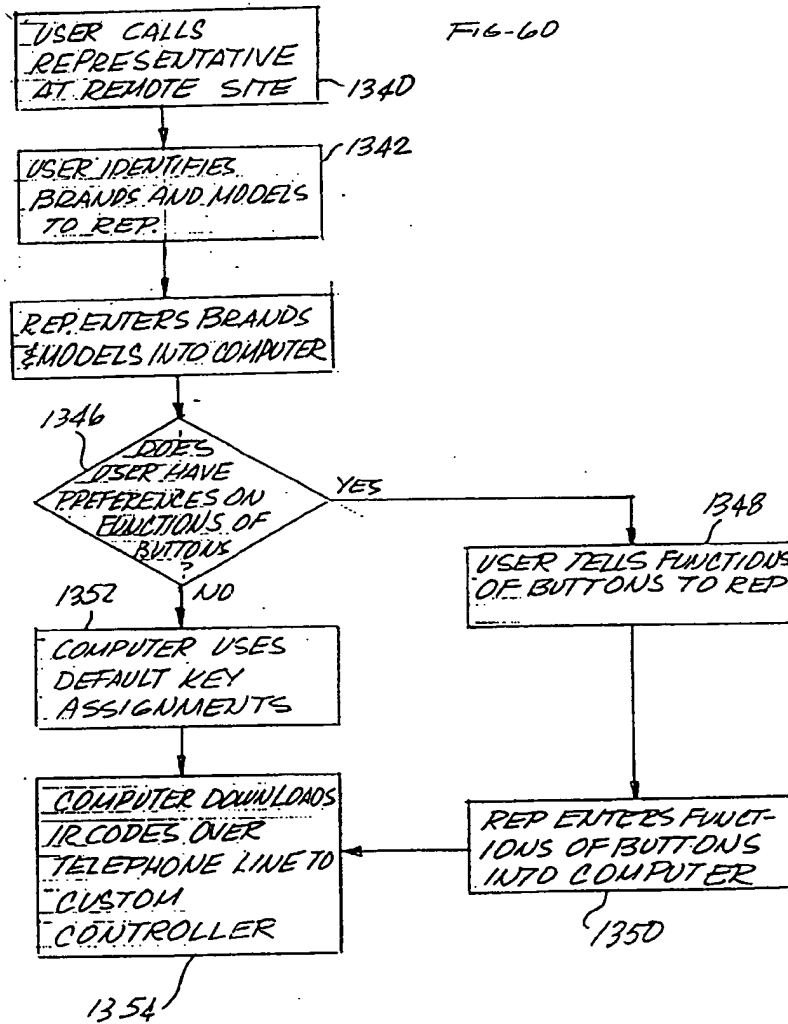 FIG-60
USER CALLS
REPRESENTATIVE
AT REMOTE SITE
1340
1342
USER IDENTIFIES
BRANDS AND MODELS
TO REP.
REP. ENTERS BRANDS
& MODELS INTO COMPUTER
1346
DOES
USER HAVE
PREFERENCES ON
FUNCTIONS OF
BUTTONS
?
YES
1348
USER TELLS FUNCTIONS
OF BUTTONS TO REP
NO
1352
COMPUTER USES
DEFAULT KEY
ASSIGNMENTS
COMPUTER DOWNLOADS
IR CODES OVER
TELEPHONE LINE TO
CUSTOM
CONTROLLER
1354
REP ENTERS FUNCT-
IONS OF BUTTONS
INTO COMPUTER
1350